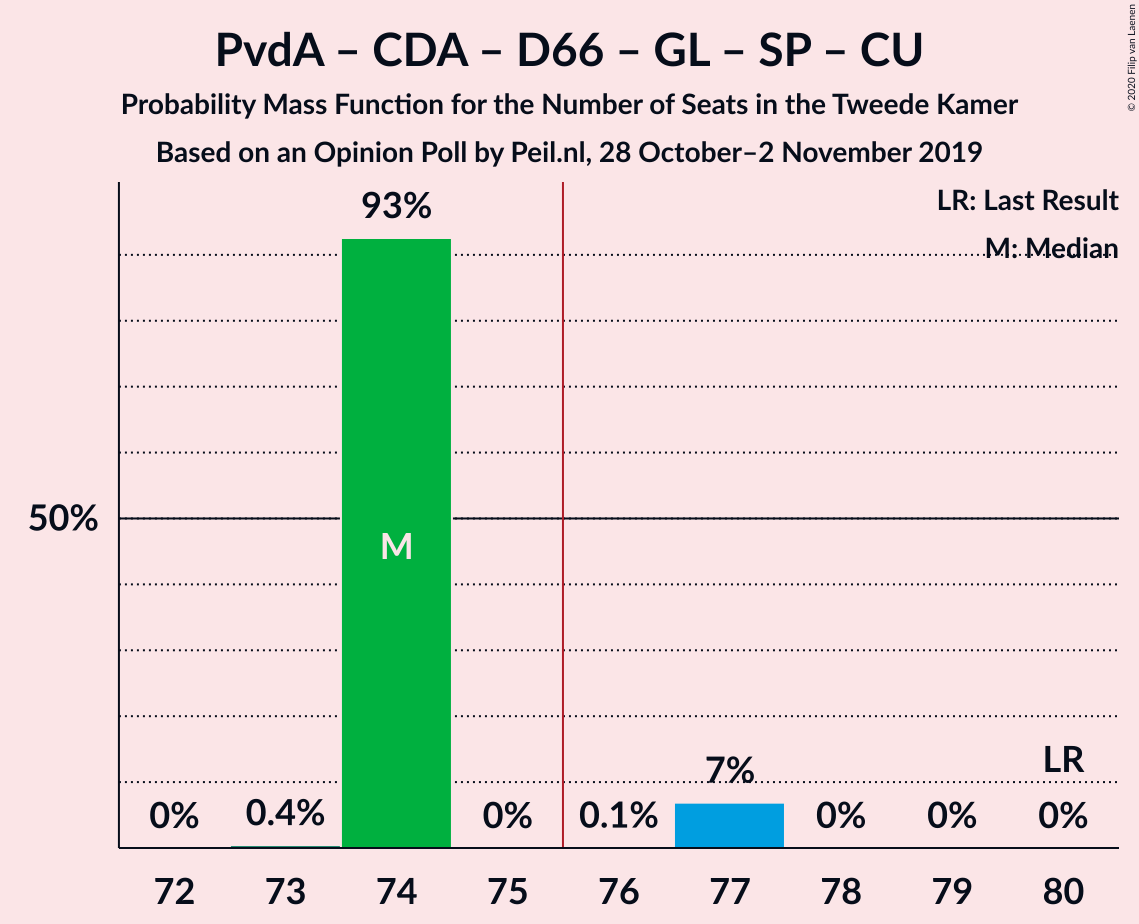 PvdA – CDA – D66 – GL – SP – CU
Probability Mass Function for the Number of Seats in the Tweede Kamer
Based on an Opinion Poll by Peil.nl, 28 October–2 November 2019
© 2020 Filip van Laenen
LR: Last Result
M: Median
93%
50%
M
7%
LR
0%
0.4%
0%
0.1%
0%
0%
0%
72 73 74 75 76 77 78 79 80